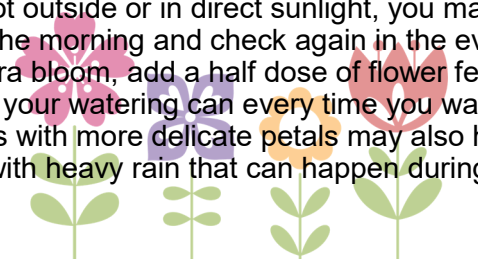 ot outside or in direct sunlight, you ma
he morning and check again in the ev
ra bloom, add a half dose of flower fe
your watering can every time you wa
s with more delicate petals may also h
vith heavy rain that can happen during